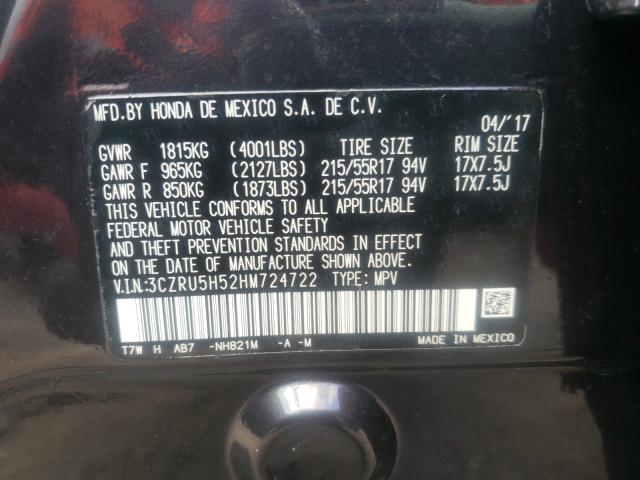 MFD.BY HONDA DE MEXICO S.A. DE C.V.
04/'17
GVWR 1815KG (4001LBS) TIRE SIZE RIM SIZE
GAWR F 965KG (2127LBS) 215/55R17 94V 17X7.5J
GAWR R 850KG (1873LBS) 215/55R17 94V 17X7.5J
THIS VEHICLE CONFORMS TO ALL APPLICABLE
FEDERAL MOTOR VEHICLE SAFETY
AND THEFT PREVENTION STANDARDS IN EFFECT
ON THE DATE OF MANUFACTURE SHOWN ABOVE.
V.I.N:3CZRU5H52HM724722 TYPE: MPV
T7W H AB7 -NH821M -A -M
MADE IN MEXICO